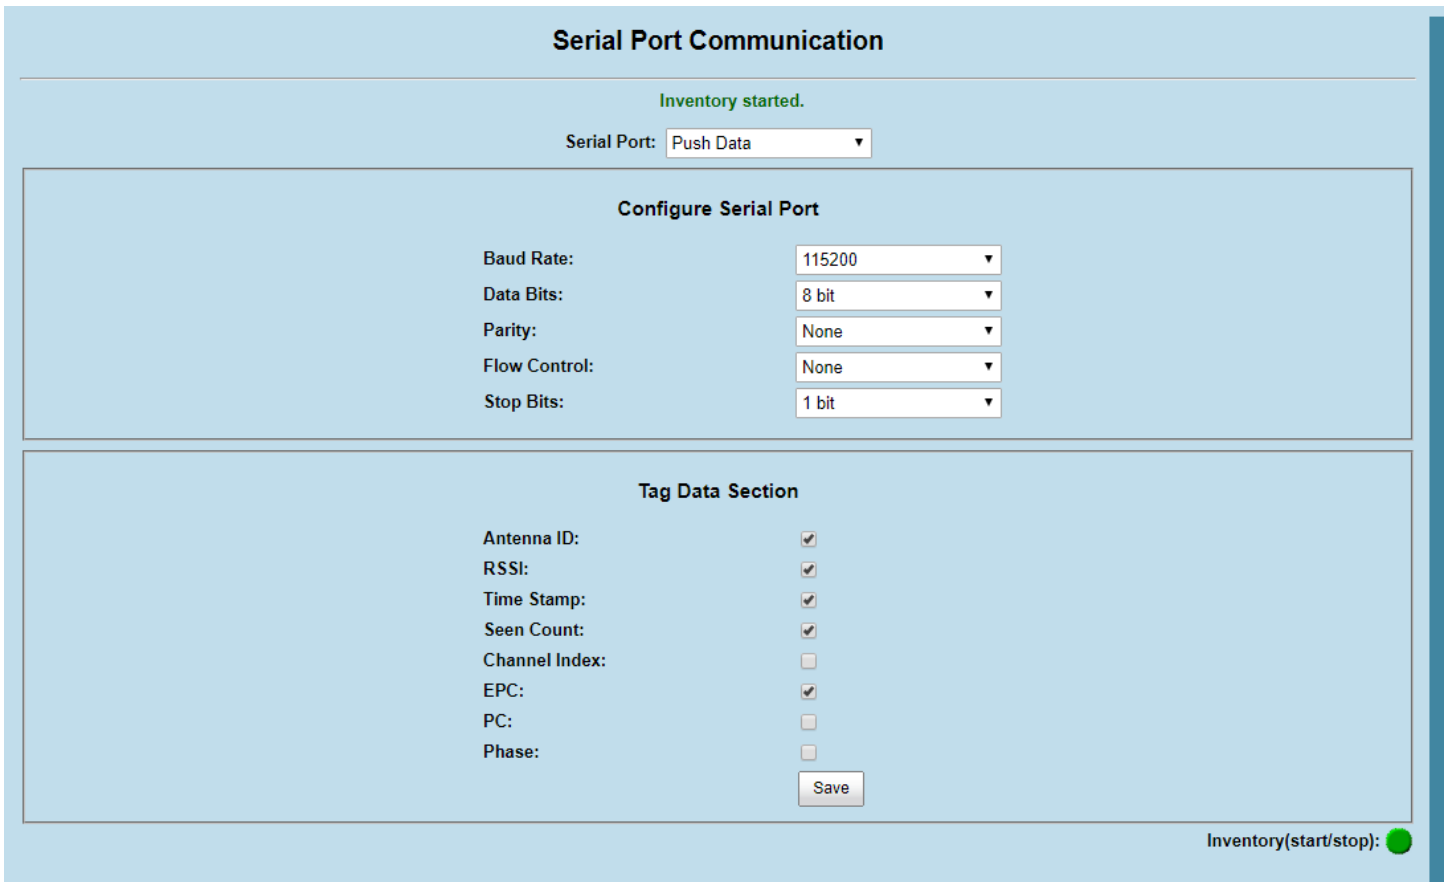 Serial Port Communication
Inventory started.
Serial Port: Push Data
Configure Serial Port
Baud Rate: 115200
Data Bits: 8 bit
Parity: None
Flow Control: None
Stop Bits: 1 bit
Tag Data Section
Antenna ID:
RSSI:
Time Stamp:
Seen Count:
Channel Index:
EPC:
PC:
Phase:
Save
Inventory(start/stop):